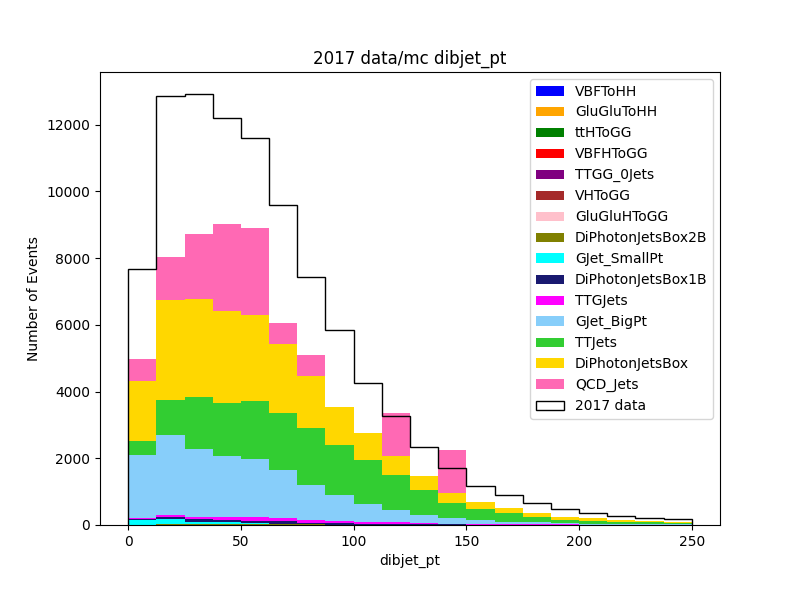 2017 data/mc dibjet_pt
Number of Events
12000
10000
8000
6000
4000
2000
0
0
50
100
150
200
250
dibjet_pt
VBFToHH
GluGluToHH
ttHToGG
VBFHToGG
TTGG_0Jets
VHToGG
GluGluHToGG
DiPhotonJetsBox2B
GJet_SmallPt
DiPhotonJetsBox1B
TTGJets
GJet_BigPt
TTJets
DiPhotonJetsBox
QCD_Jets
2017 data